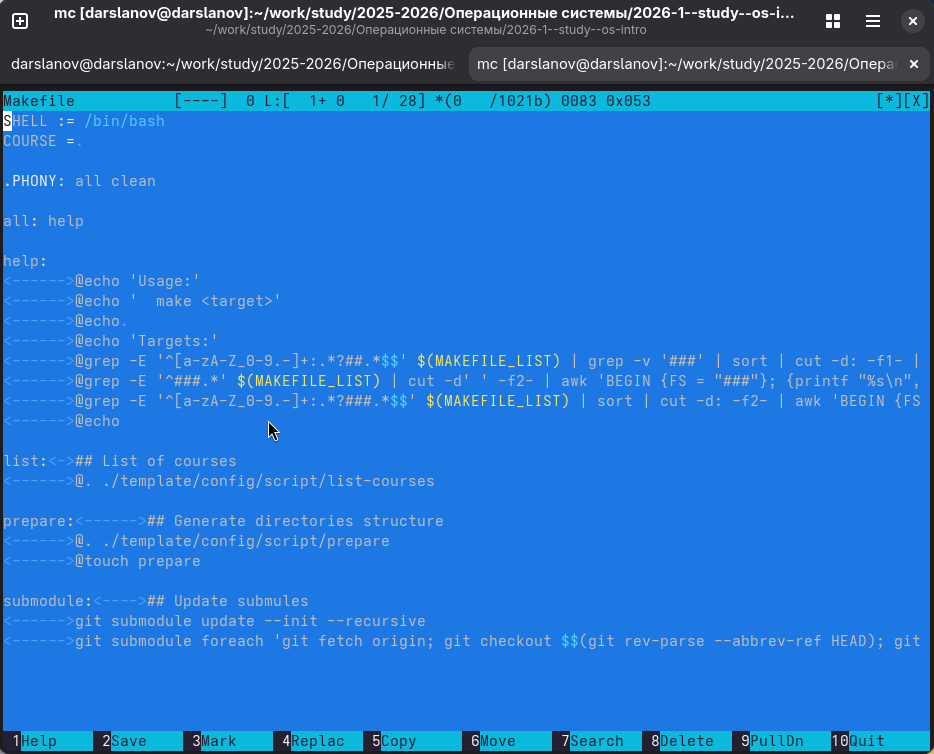 mc [darslanov@darslanov]:~/work/study/2025-2026/Операционные системы/2026-1--study--os-i…
~/work/study/2025-2026/Операционные системы/2026-1--study--os-intro
darslanov@darslanov:~/work/study/2025-2026/Операционные
mc [darslanov@darslanov]:~/work/study/2025-2026/Опера
Makefile [----] 0 L:[ 1+ 0 1/ 28] *(0 /1021b) 0083 0x053 [*][X]
SHELL := /bin/bash
COURSE =.
.PHONY: all clean
all: help
help:
<------>@echo 'Usage:'
<------>@echo '  make <target>'
<------>@echo.
<------>@echo 'Targets:'
<------>@grep -E '^[a-zA-Z_0-9.-]+:.*?##.*$$' $(MAKEFILE_LIST) | grep -v '###' | sort | cut -d: -f1- |
<------>@grep -E '^###.*' $(MAKEFILE_LIST) | cut -d' ' -f2- | awk 'BEGIN {FS = "###"}; {printf "%s\n",
<------>@grep -E '^[a-zA-Z_0-9.-]+:.*?###.*$$' $(MAKEFILE_LIST) | sort | cut -d: -f2- | awk 'BEGIN {FS
<------>@echo
list:<->## List of courses
<------>@. ./template/config/script/list-courses
prepare:<------>## Generate directories structure
<------>@. ./template/config/script/prepare
<------>@touch prepare
submodule:<---->## Update submules
<------>git submodule update --init --recursive
<------>git submodule foreach 'git fetch origin; git checkout $$(git rev-parse --abbrev-ref HEAD); git
1Help 2Save 3Mark 4Replac 5Copy 6Move 7Search 8Delete 9PullDn 10Quit